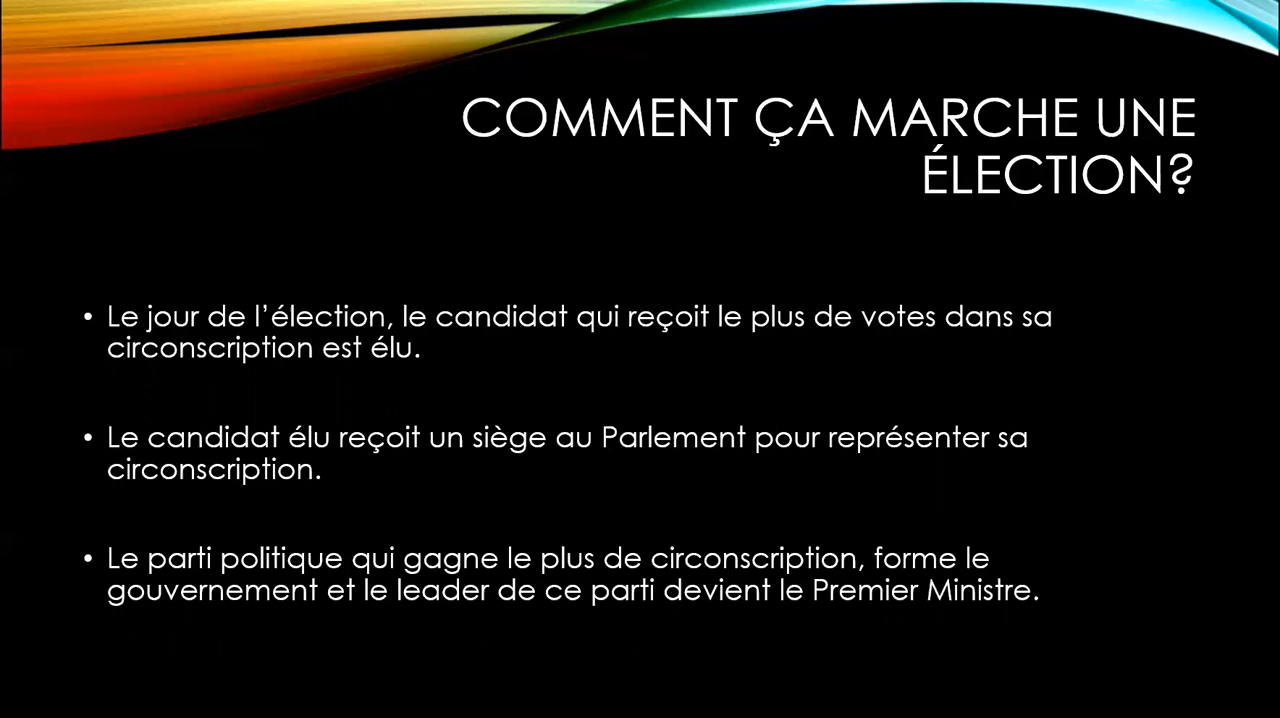 COMMENT ÇA MARCHE UNE
ÉLECTION?
• Le jour de l’élection, le candidat qui reçoit le plus de votes dans sa
circonscription est élu.
• Le candidat élu reçoit un siège au Parlement pour représenter sa
circonscription.
• Le parti politique qui gagne le plus de circonscription, forme le
gouvernement et le leader de ce parti devient le Premier Ministre.